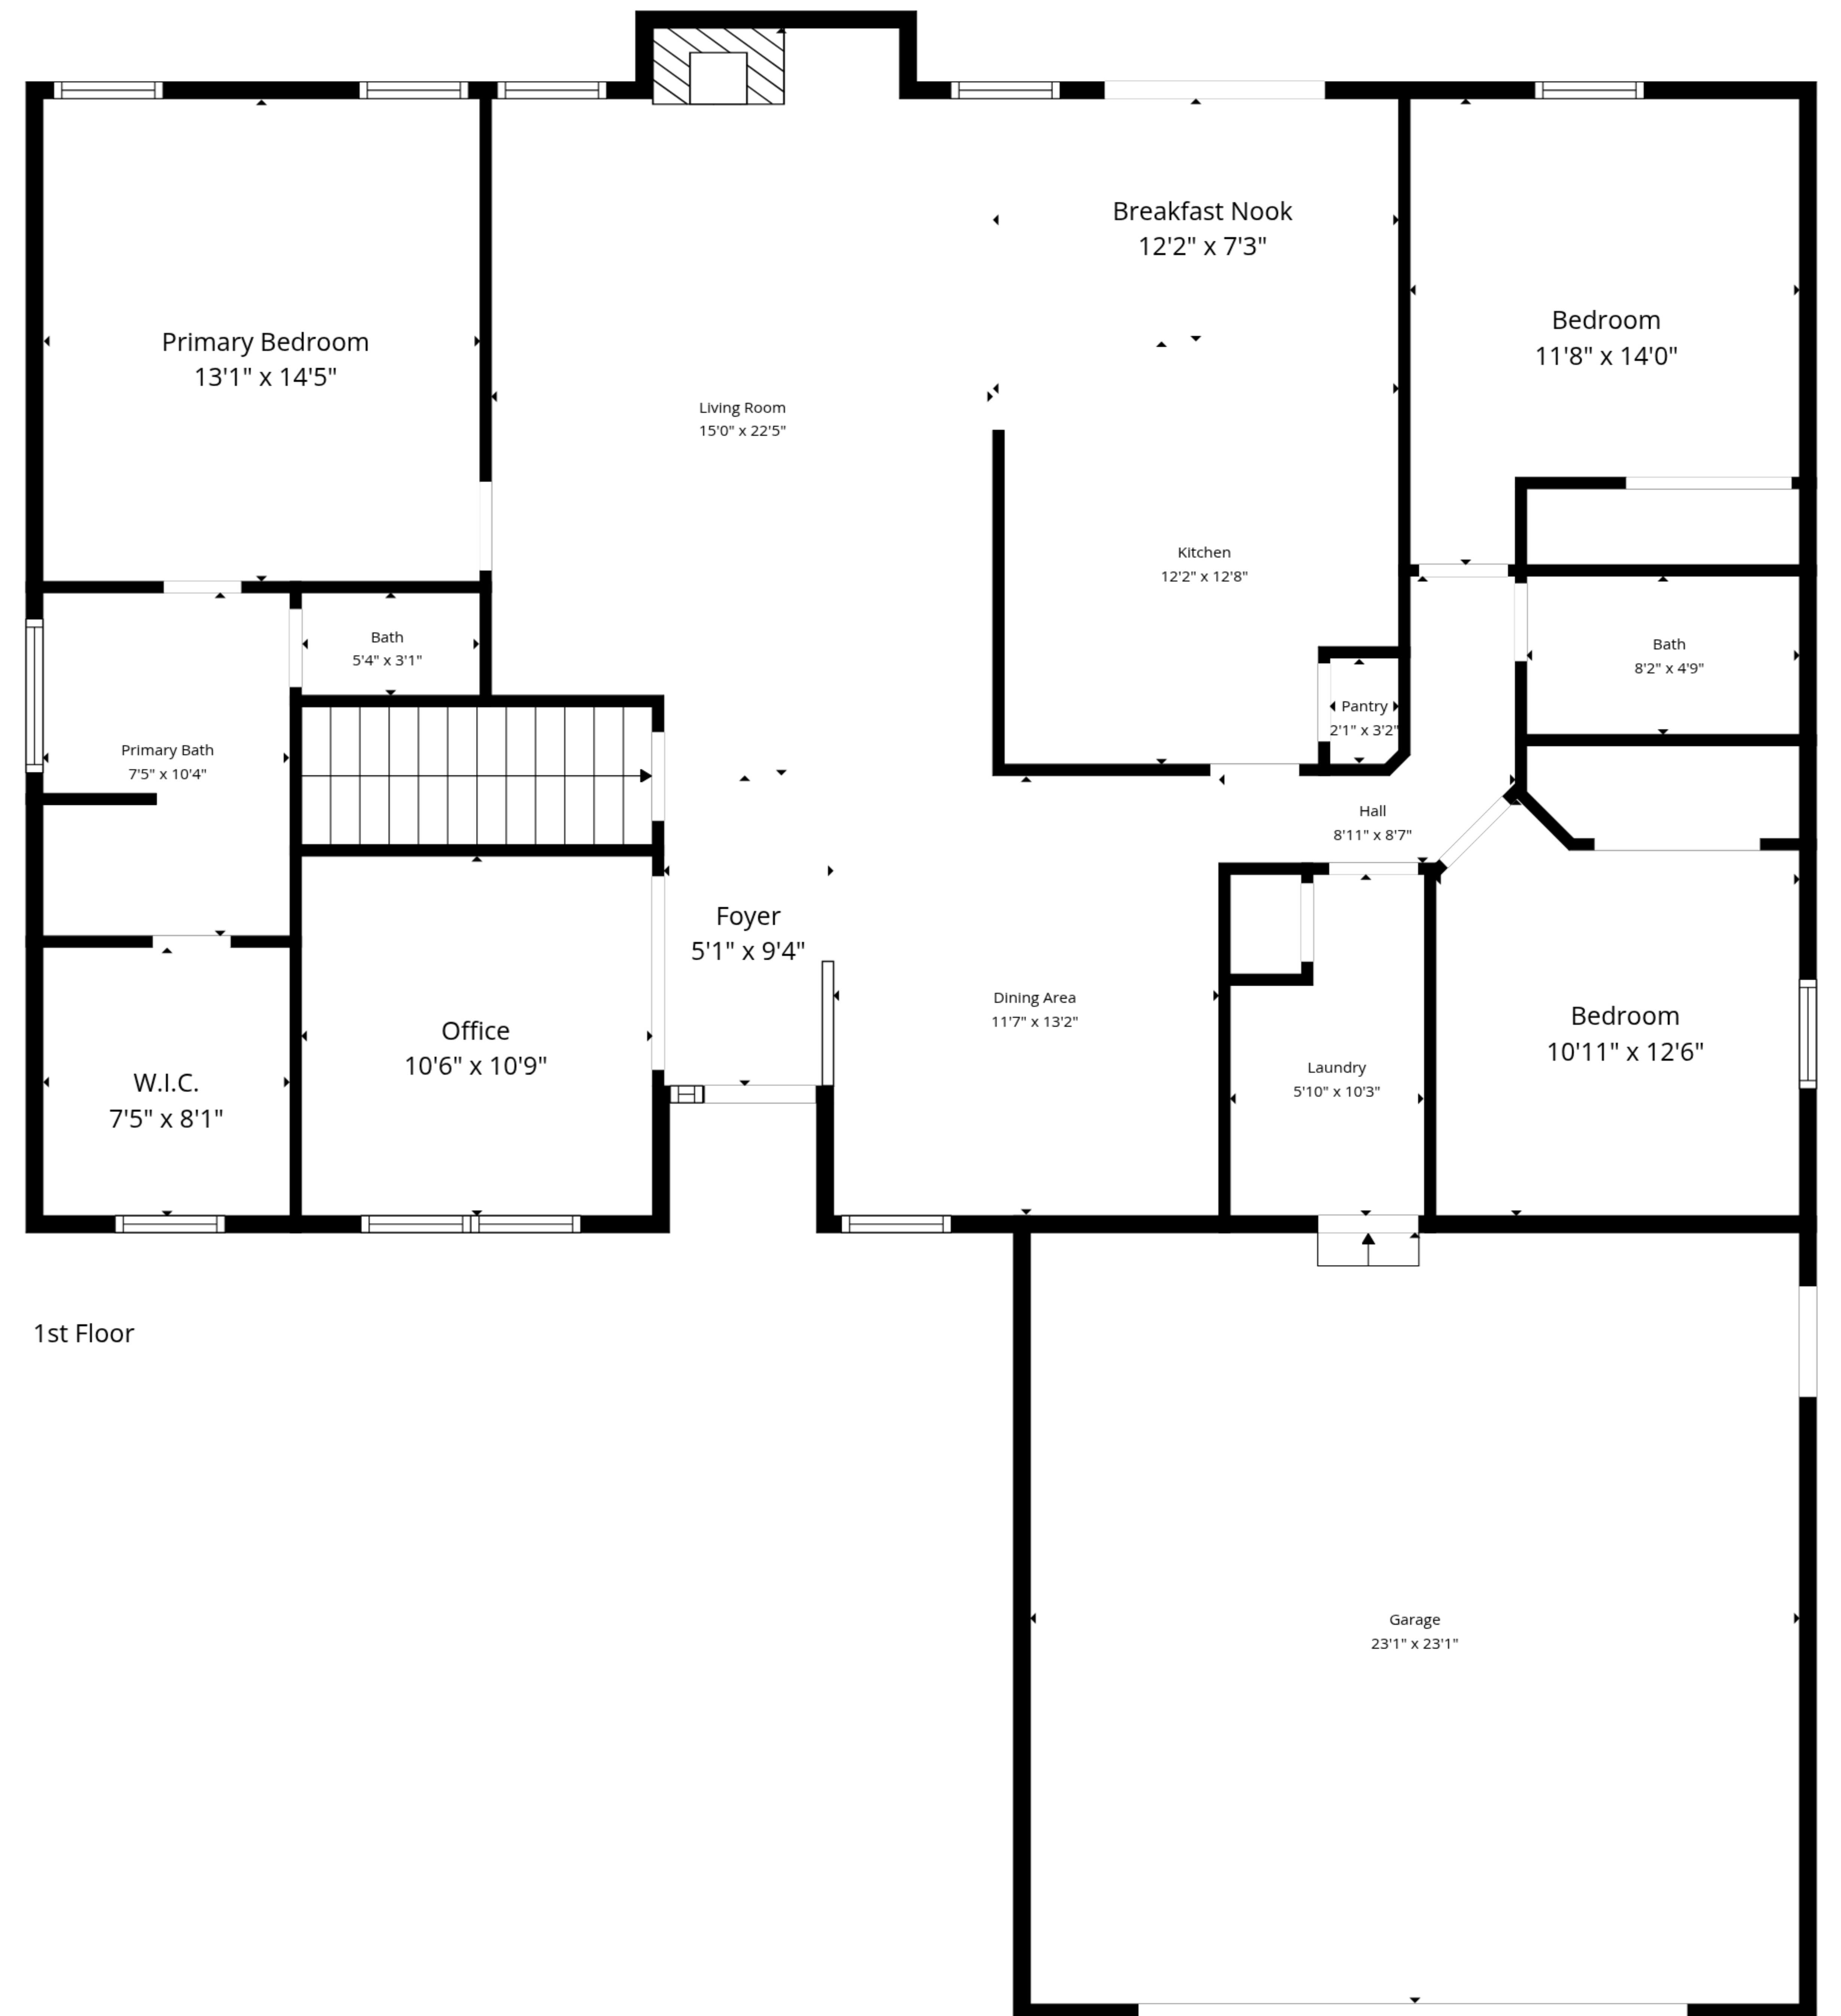 Breakfast Nook
12'2" x 7'3"
Bedroom
11'8" x 14'0"
Primary Bedroom
13'1" x 14'5"
Living Room
15'0" x 22'5"
Kitchen
12'2" x 12'8"
Bath
5'4" x 3'1"
Bath
8'2" x 4'9"
Pantry
2'1" x 3'2"
Primary Bath
7'5" x 10'4"
Hall
8'11" x 8'7"
Foyer
5'1" x 9'4"
Dining Area
11'7" x 13'2"
Office
10'6" x 10'9"
Bedroom
10'11" x 12'6"
Laundry
5'10" x 10'3"
W.I.C.
7'5" x 8'1"
1st Floor
Garage
23'1" x 23'1"